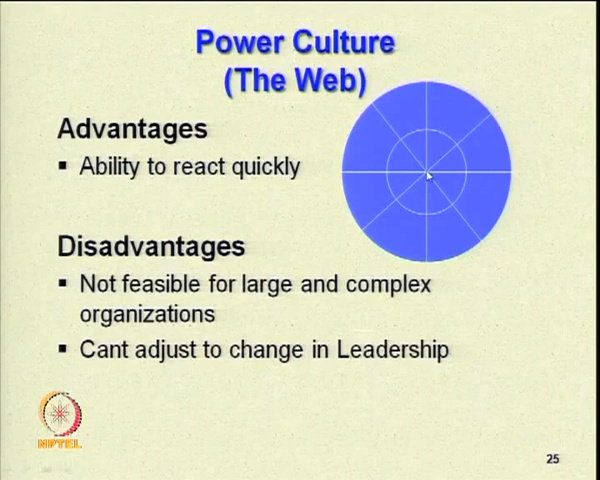 Power Culture
(The Web)
Advantages
▪ Ability to react quickly
Disadvantages
▪ Not feasible for large and complex
organizations
▪ Cant adjust to change in Leadership
NPTEL
25